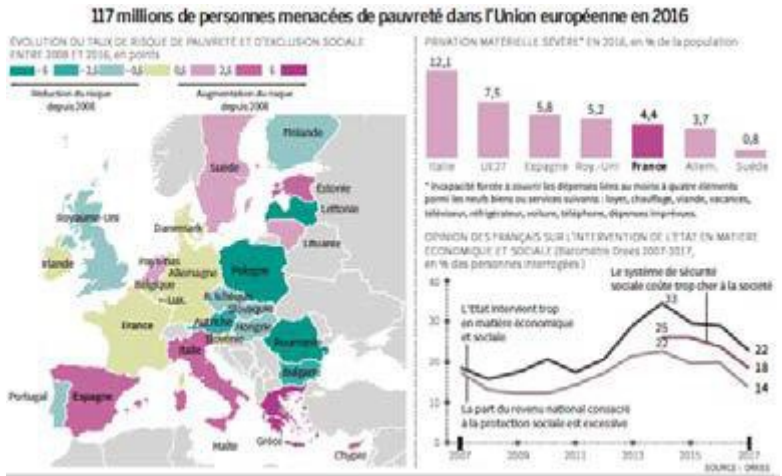 117 millions de personnes menacées de pauvreté dans l'Union européenne en 2016
ÉVOLUTION DU TAUX DE RISQUE DE PAUVRETÉ ET D'EXCLUSION SOCIALE
ENTRE 2008 ET 2016, en points
Réduction du risque
depuis 2008
Augmentation du risque
depuis 2008
Finlande
Suède
Estonie
Lettonie
Lituanie
Royaume-Uni
Danemark
Irlande
Pays-Bas
Allemagne
Pologne
Belgique
Lux.
R. tchèque
Slovaquie
France
Autriche
Hongrie
Slovénie
Roumanie
Italie
Bulgarie
Portugal
Espagne
Malte
Grèce
Chypre
PRIVATION MATÉRIELLE SÉVÈRE* EN 2016, en % de la population
12,1
7,5
5,8
5,2
4,4
3,7
0,8
Italie
UE27
Espagne
Roy.-Uni
France
Allem.
Suède
* Incapacité forcée à couvrir les dépenses liées au moins à quatre éléments
parmi les neufs biens ou services suivants : loyer, chauffage, viande, vacances,
téléviseur, réfrigérateur, voiture, téléphone, dépenses imprévues.
OPINION DES FRANÇAIS SUR L'INTERVENTION DE L'ÉTAT EN MATIÈRE
ÉCONOMIQUE ET SOCIALE (Baromètre Drees 2007-2017,
en % des personnes interrogées)
Le système de sécurité
sociale coûte trop cher à la société
40
33
L'Etat intervient trop
en matière économique
et sociale
30
25
22
22
20
18
14
10
La part du revenu national consacré
à la protection sociale est excessive
0
2007
2009
2011
2013
2015
2017
SOURCE : DREES